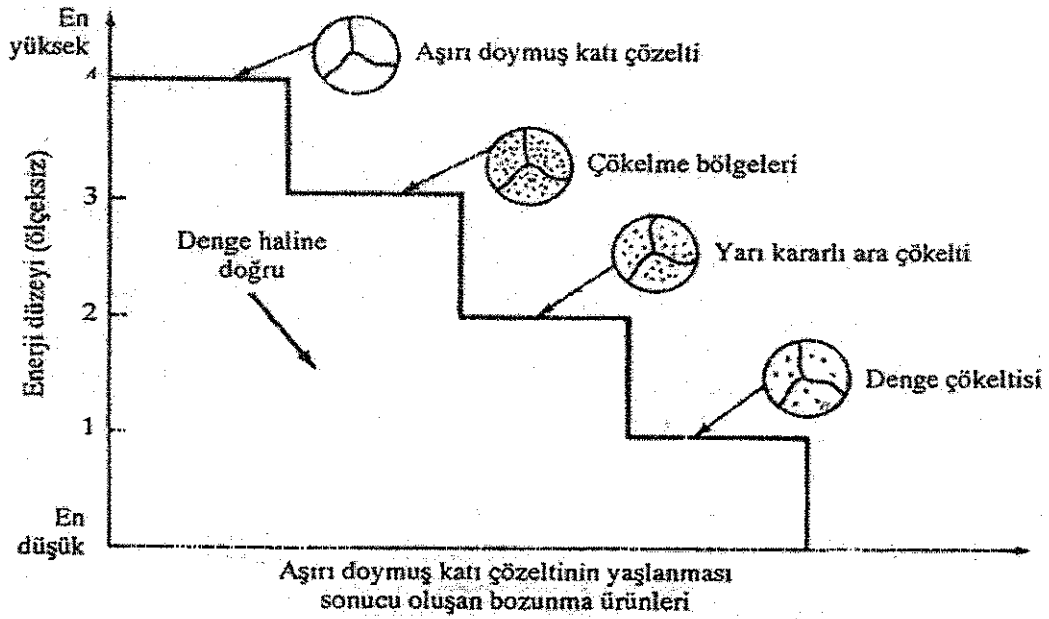 En
yüksek
4
Aşırı doymuş katı çözelti
Çökelme bölgeleri
3
Denge haline
doğru
Yarı kararlı ara çökelti
2
Enerji düzeyi (ölçeksiz)
Denge çökeltisi
1
En
düşük
Aşırı doymuş katı çözeltinin yaşlanması
sonucu oluşan bozunma ürünleri